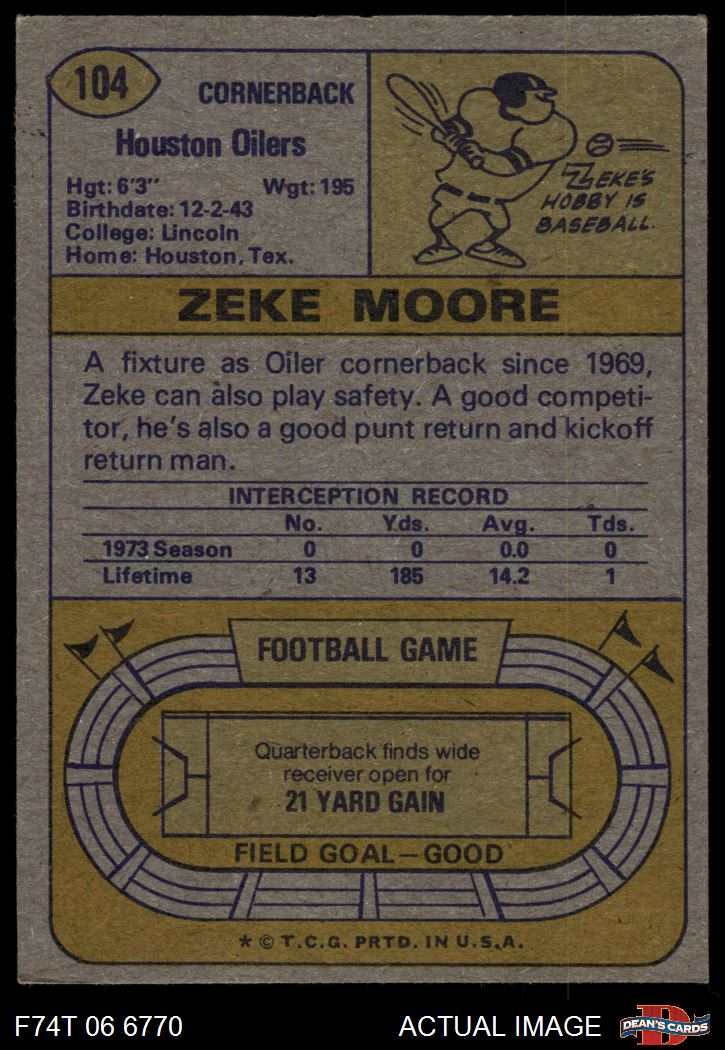 104
CORNERBACK
Houston Oilers
Hgt: 6'3" Wgt: 195
Birthdate: 12-2-43
College: Lincoln
Home: Houston, Tex.
ZEKE'S
HOBBY IS
BASEBALL.
ZEKE MOORE
A fixture as Oiler cornerback since 1969,
Zeke can also play safety. A good competi-
tor, he's also a good punt return and kickoff
return man.
INTERCEPTION RECORD
No. Yds. Avg. Tds.
1973 Season 0 0 0.0 0
Lifetime 13 185 14.2 1
FOOTBALL GAME
Quarterback finds wide
receiver open for
21 YARD GAIN
FIELD GOAL—GOOD
* © T.C.G. PRTD. IN U.S.A.
F74T 06 6770 ACTUAL IMAGE
D
DEAN'S CARDS